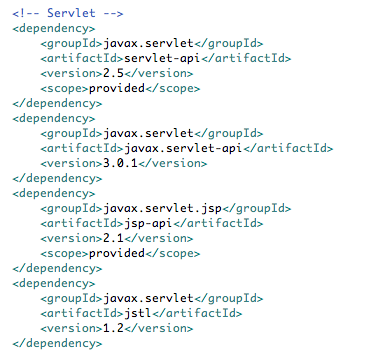 <!-- Servlet -->
<dependency>
    <groupId>javax.servlet</groupId>
    <artifactId>servlet-api</artifactId>
    <version>2.5</version>
    <scope>provided</scope>
</dependency>
<dependency>
    <groupId>javax.servlet</groupId>
    <artifactId>javax.servlet-api</artifactId>
    <version>3.0.1</version>
</dependency>
<dependency>
    <groupId>javax.servlet.jsp</groupId>
    <artifactId>jsp-api</artifactId>
    <version>2.1</version>
    <scope>provided</scope>
</dependency>
<dependency>
    <groupId>javax.servlet</groupId>
    <artifactId>jstl</artifactId>
    <version>1.2</version>
</dependency>